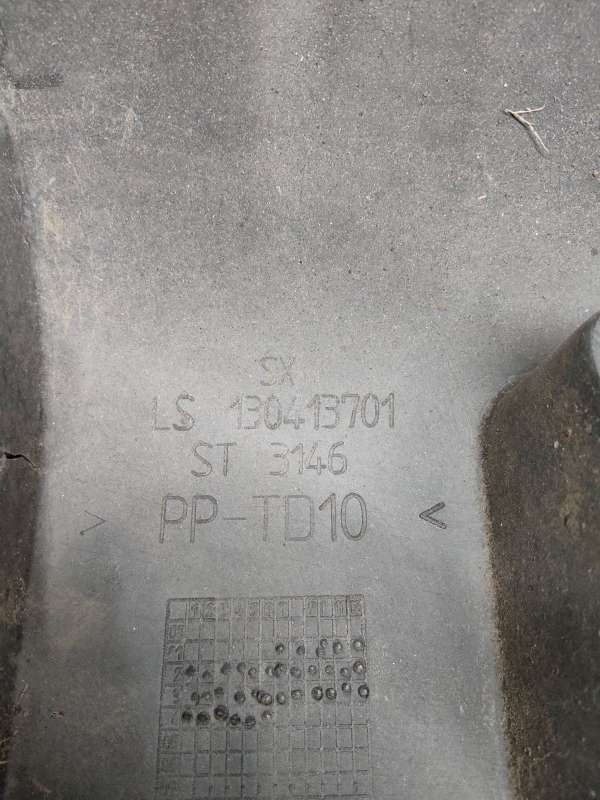 SX
LS 130413701
ST 3146
> PP-TD10 <